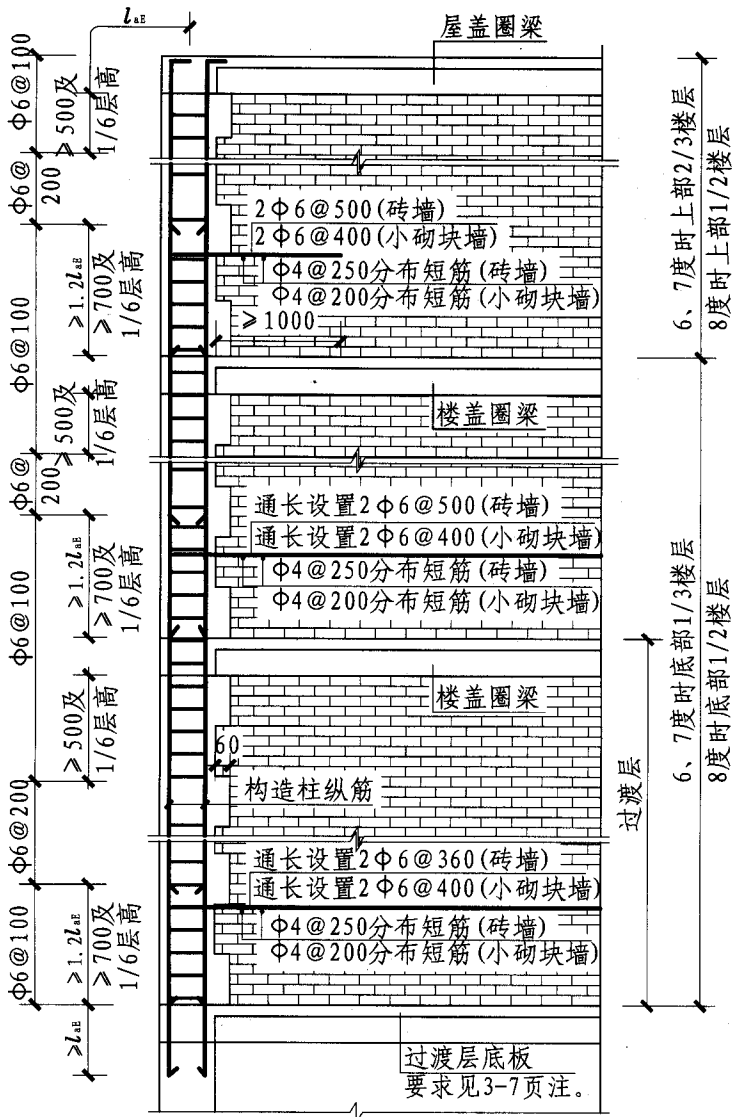 laE
屋盖圈梁
φ6@100
≥500及
1/6层高
φ6@
200
2φ6@500(砖墙)
2φ6@400(小砌块墙)
φ4@250分布短筋(砖墙)
φ4@200分布短筋(小砌块墙)
≥1000
φ6@100
≥1.2laE
≥700及
1/6层高
6、7度时上部2/3楼层
8度时上部1/2楼层
楼盖圈梁
≥500及
1/6层高
φ6@
200
通长设置2φ6@500(砖墙)
通长设置2φ6@400(小砌块墙)
φ4@250分布短筋(砖墙)
φ4@200分布短筋(小砌块墙)
φ6@100
≥1.2laE
≥700及
1/6层高
楼盖圈梁
≥500及
1/6层高
60
构造柱纵筋
6、7度时底部1/3楼层
8度时底部1/2楼层
过渡层
φ6@200
通长设置2φ6@360(砖墙)
通长设置2φ6@400(小砌块墙)
φ4@250分布短筋(砖墙)
φ4@200分布短筋(小砌块墙)
φ6@100
≥1.2laE
≥700及
1/6层高
≥laE
过渡层底板
要求见3-7页注。